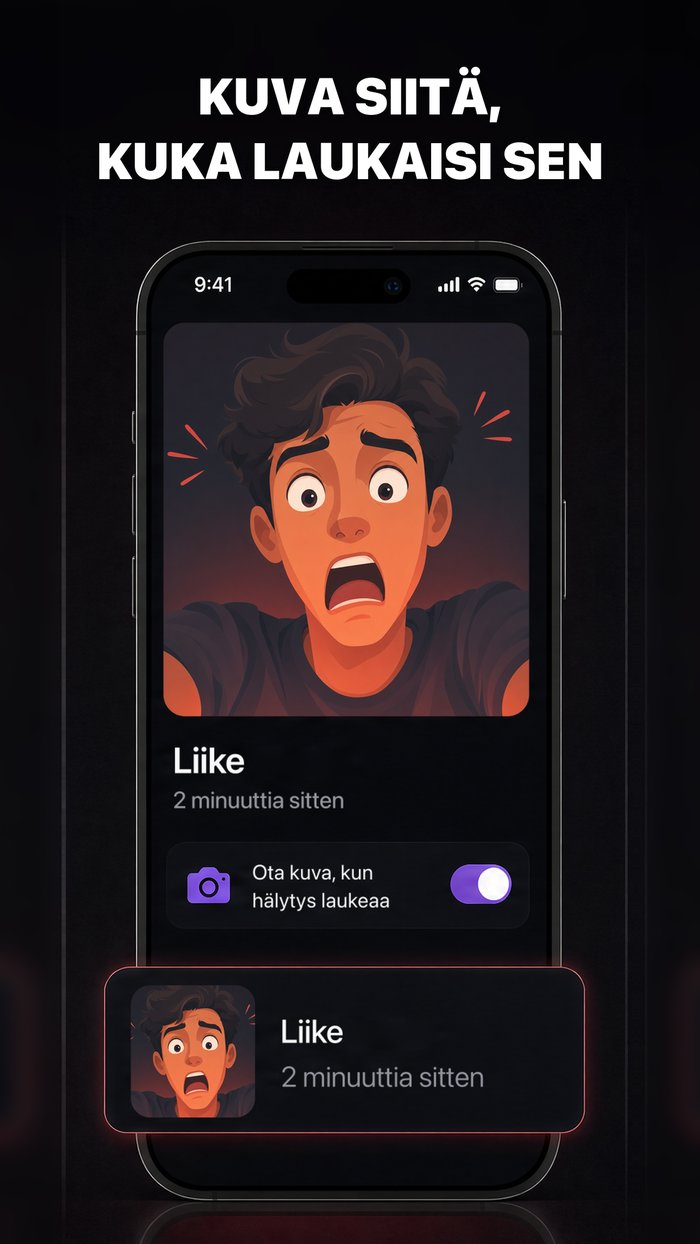 KUVA SIITÄ,
KUKA LAUKAISI SEN
9:41
Liike
2 minuuttia sitten
Ota kuva, kun
hälytys laukeaa
Liike
2 minuuttia sitten